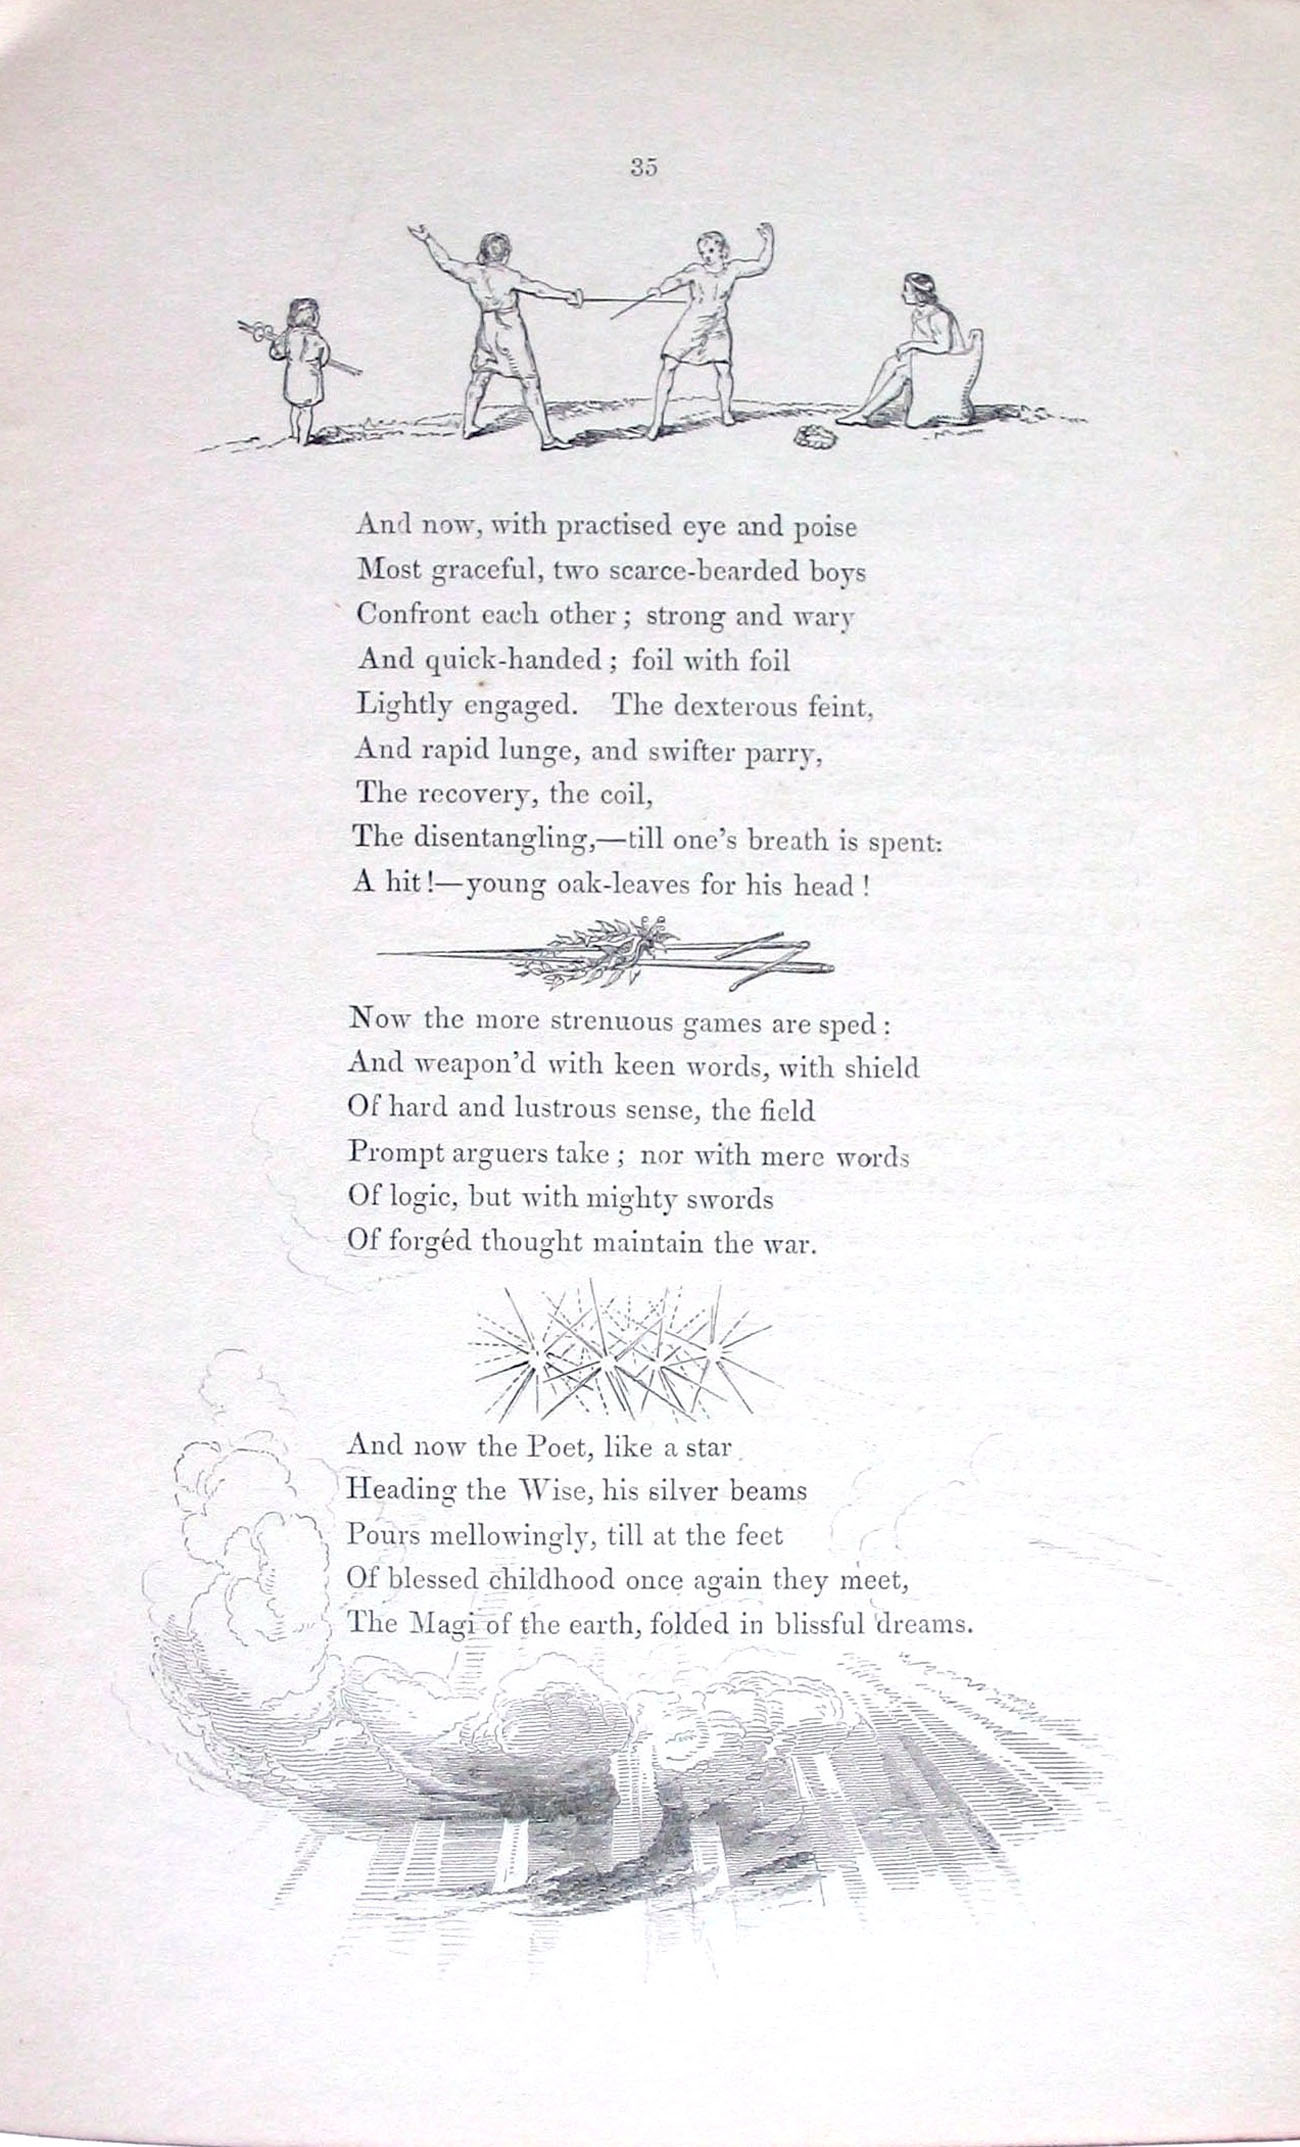 35
And now, with practised eye and poise
Most graceful, two scarce-bearded boys
Confront each other; strong and wary
And quick-handed; foil with foil
Lightly engaged. The dexterous feint,
And rapid lunge, and swifter parry,
The recovery, the coil,
The disentangling,—till one's breath is spent:
A hit!—young oak-leaves for his head!
Now the more strenuous games are sped:
And weapon'd with keen words, with shield
Of hard and lustrous sense, the field
Prompt arguers take; nor with mere words
Of logic, but with mighty swords
Of forgéd thought maintain the war.
And now the Poet, like a star
Heading the Wise, his silver beams
Pours mellowingly, till at the feet
Of blessed childhood once again they meet,
The Magi of the earth, folded in blissful dreams.